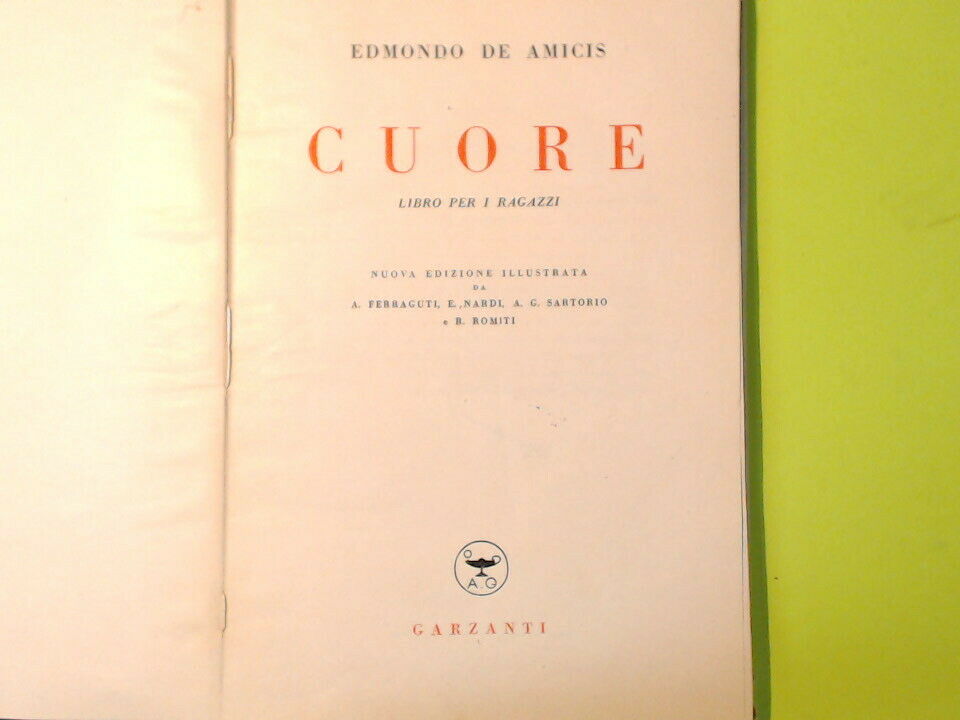 EDMONDO DE AMICIS
CUORE
LIBRO PER I RAGAZZI
NUOVA EDIZIONE ILLUSTRATA
DA
A. FERRAGUTI, E. NARDI, A. G. SARTORIO
e R. ROMITI
A. G
GARZANTI